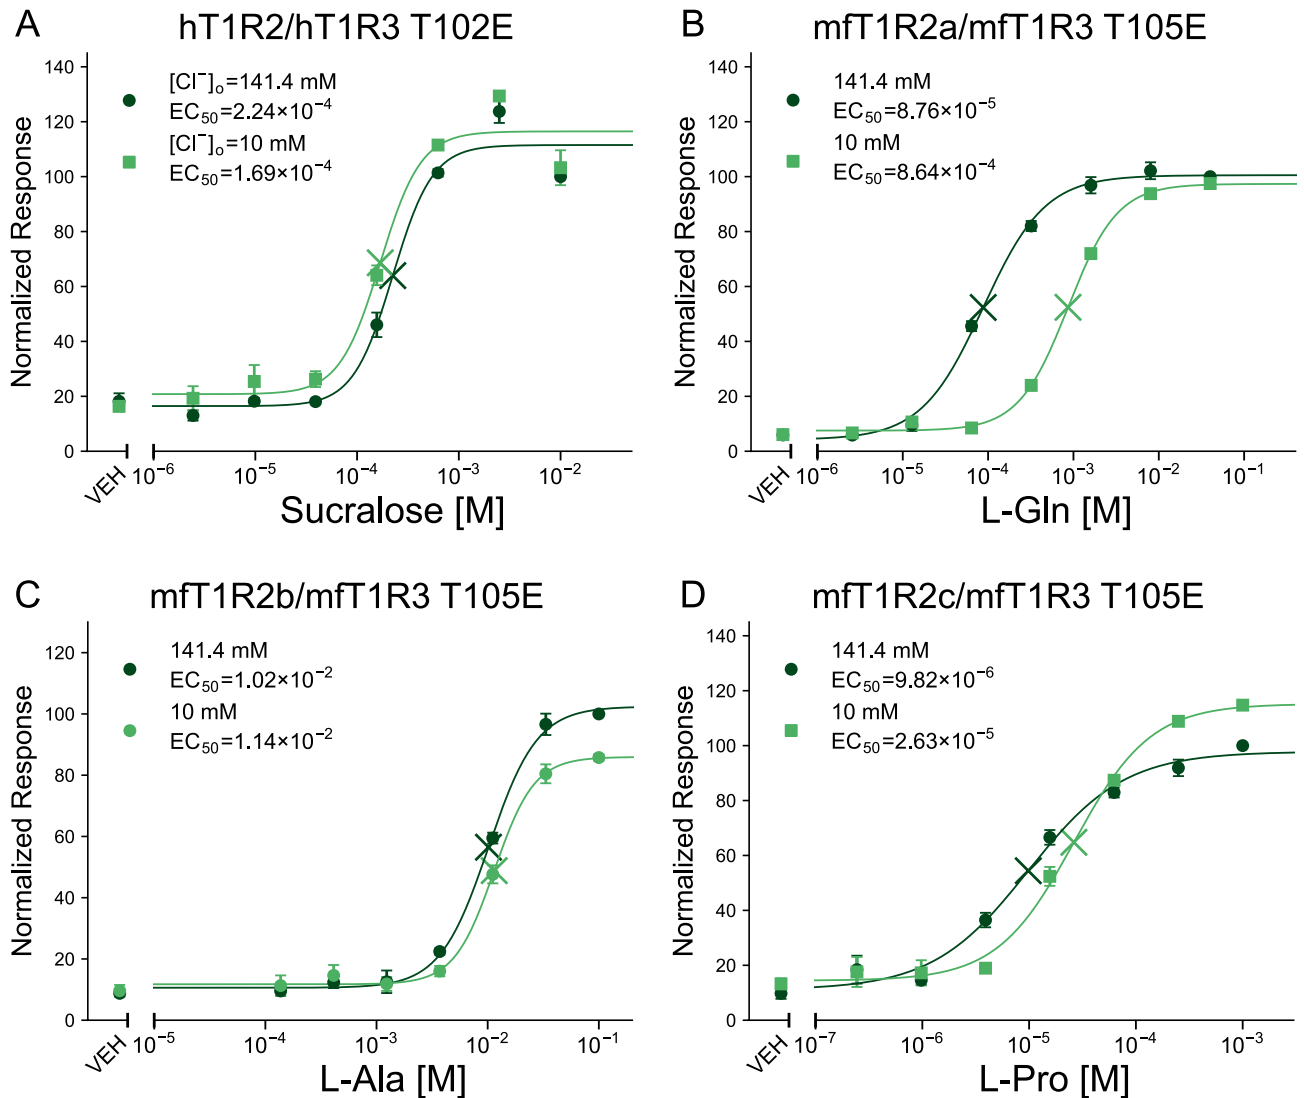 A
hT1R2/hT1R3 T102E
[Cl⁻]ₒ=141.4 mM
EC₅₀=2.24×10⁻⁴
[Cl⁻]ₒ=10 mM
EC₅₀=1.69×10⁻⁴
Normalized Response
140
120
100
80
60
40
20
0
VEH
10⁻⁶
10⁻⁵
10⁻⁴
10⁻³
10⁻²
Sucralose [M]
B
mfT1R2a/mfT1R3 T105E
141.4 mM
EC₅₀=8.76×10⁻⁵
10 mM
EC₅₀=8.64×10⁻⁴
Normalized Response
140
120
100
80
60
40
20
0
VEH
10⁻⁶
10⁻⁵
10⁻⁴
10⁻³
10⁻²
10⁻¹
L-Gln [M]
C
mfT1R2b/mfT1R3 T105E
141.4 mM
EC₅₀=1.02×10⁻²
10 mM
EC₅₀=1.14×10⁻²
Normalized Response
120
100
80
60
40
20
0
VEH
10⁻⁵
10⁻⁴
10⁻³
10⁻²
10⁻¹
L-Ala [M]
D
mfT1R2c/mfT1R3 T105E
141.4 mM
EC₅₀=9.82×10⁻⁶
10 mM
EC₅₀=2.63×10⁻⁵
Normalized Response
140
120
100
80
60
40
20
0
VEH
10⁻⁷
10⁻⁶
10⁻⁵
10⁻⁴
10⁻³
L-Pro [M]